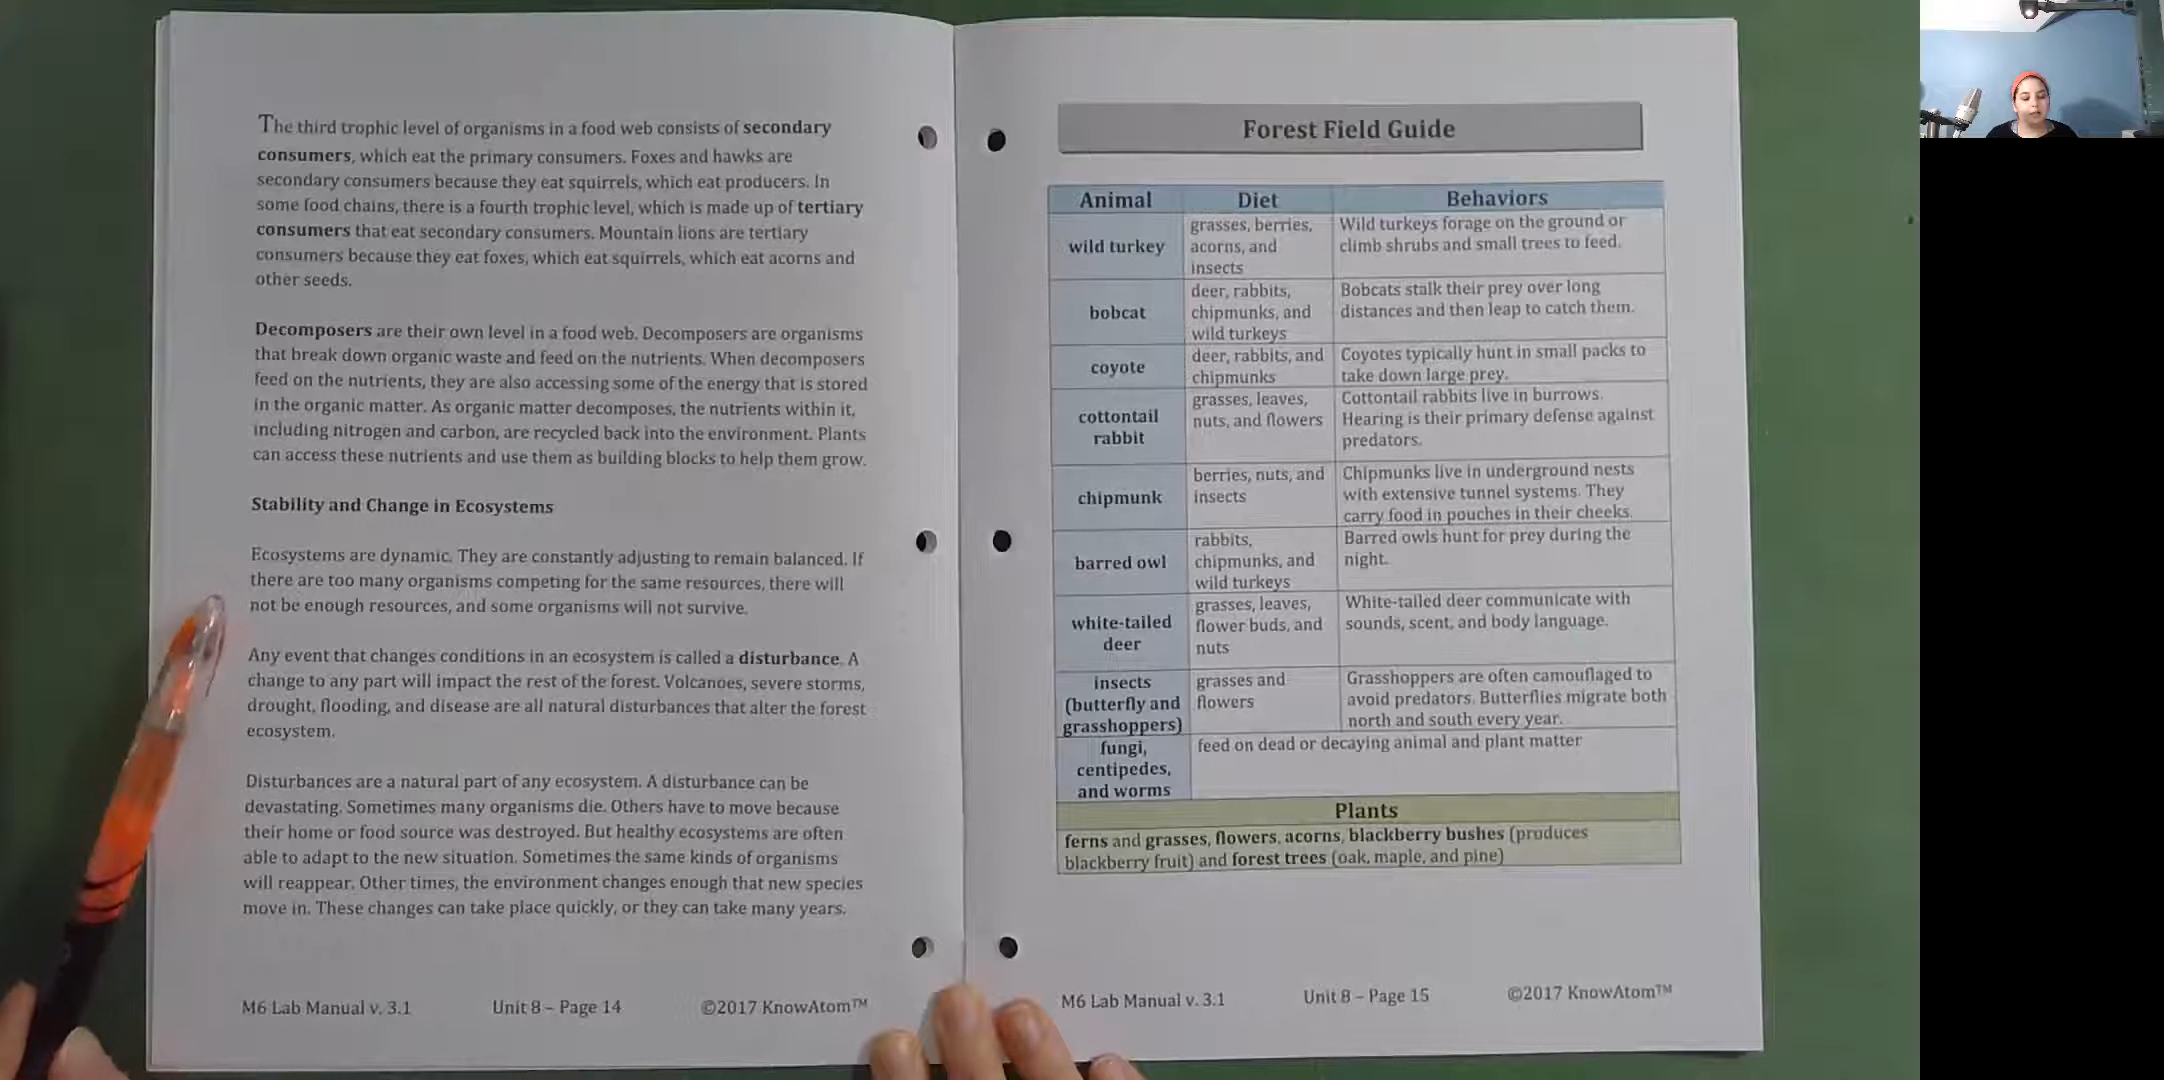 The third trophic level of organisms in a food web consists of secondary
consumers, which eat the primary consumers. Foxes and hawks are
secondary consumers because they eat squirrels, which eat producers. In
some food chains, there is a fourth trophic level, which is made up of tertiary
consumers that eat secondary consumers. Mountain lions are tertiary
consumers because they eat foxes, which eat squirrels, which eat acorns and
other seeds.
Decomposers are their own level in a food web. Decomposers are organisms
that break down organic waste and feed on the nutrients. When decomposers
feed on the nutrients, they are also accessing some of the energy that is stored
in the organic matter. As organic matter decomposes, the nutrients within it,
including nitrogen and carbon, are recycled back into the environment. Plants
can access these nutrients and use them as building blocks to help them grow.
Stability and Change in Ecosystems
Ecosystems are dynamic. They are constantly adjusting to remain balanced. If
there are too many organisms competing for the same resources, there will
not be enough resources, and some organisms will not survive.
Any event that changes conditions in an ecosystem is called a disturbance. A
change to any part will impact the rest of the forest. Volcanoes, severe storms,
drought, flooding, and disease are all natural disturbances that alter the forest
ecosystem.
Disturbances are a natural part of any ecosystem. A disturbance can be
devastating. Sometimes many organisms die. Others have to move because
their home or food source was destroyed. But healthy ecosystems are often
able to adapt to the new situation. Sometimes the same kinds of organisms
will reappear. Other times, the environment changes enough that new species
move in. These changes can take place quickly, or they can take many years.
M6 Lab Manual v. 3.1 Unit 8 – Page 14 ©2017 KnowAtom™
Forest Field Guide
Animal Diet Behaviors
wild turkey
grasses, berries,
acorns, and
insects
Wild turkeys forage on the ground or
climb shrubs and small trees to feed.
bobcat
deer, rabbits,
chipmunks, and
wild turkeys
Bobcats stalk their prey over long
distances and then leap to catch them.
coyote
deer, rabbits, and
chipmunks
Coyotes typically hunt in small packs to
take down large prey.
cottontail
rabbit
grasses, leaves,
nuts, and flowers
Cottontail rabbits live in burrows.
Hearing is their primary defense against
predators.
chipmunk
berries, nuts, and
insects
Chipmunks live in underground nests
with extensive tunnel systems. They
carry food in pouches in their cheeks.
barred owl
rabbits,
chipmunks, and
wild turkeys
Barred owls hunt for prey during the
night.
white-tailed
deer
grasses, leaves,
flower buds, and
nuts
White-tailed deer communicate with
sounds, scent, and body language.
insects
(butterfly and
grasshoppers)
grasses and
flowers
Grasshoppers are often camouflaged to
avoid predators. Butterflies migrate both
north and south every year.
fungi,
centipedes,
and worms
feed on dead or decaying animal and plant matter
Plants
ferns and grasses, flowers, acorns, blackberry bushes (produces
blackberry fruit) and forest trees (oak, maple, and pine)
M6 Lab Manual v. 3.1 Unit 8 – Page 15 ©2017 KnowAtom™